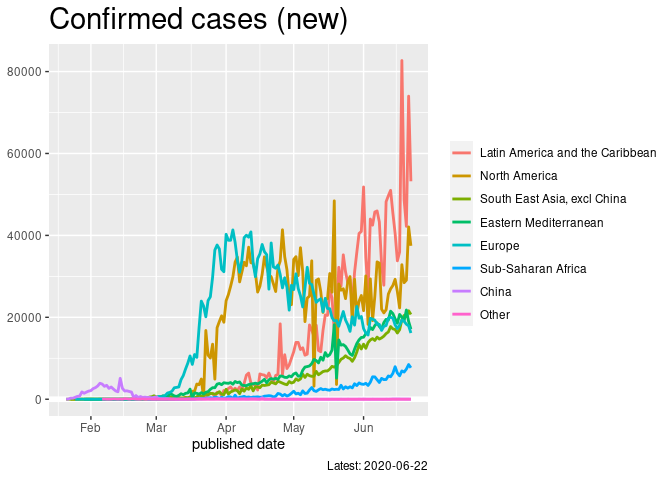 Confirmed cases (new)
80000
60000
40000
20000
0
Feb Mar Apr May Jun
published date
Latin America and the Caribbean
North America
South East Asia, excl China
Eastern Mediterranean
Europe
Sub-Saharan Africa
China
Other
Latest: 2020-06-22